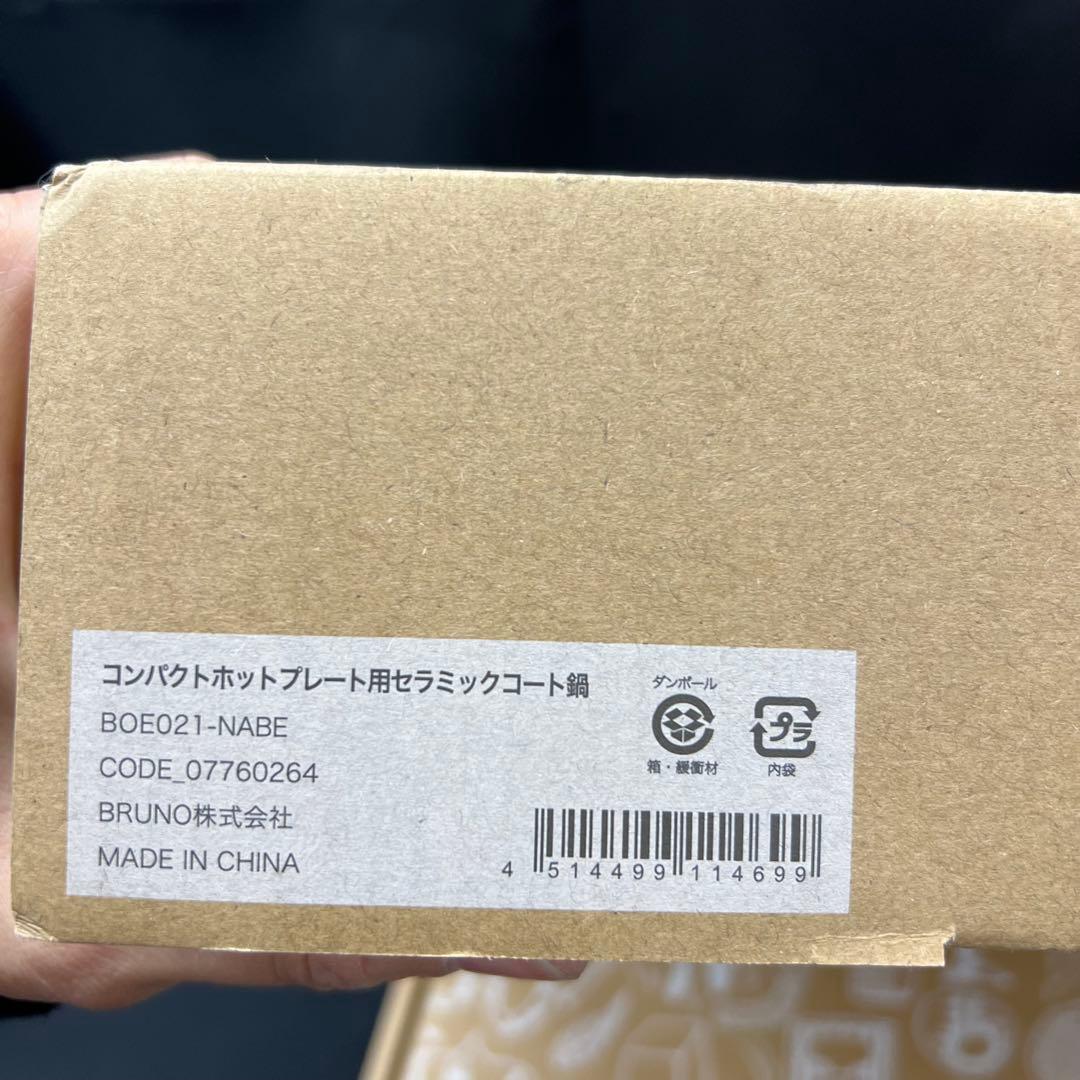 コンパクトホットプレート用セラミックコート鍋
BOE021-NABE
CODE_07760264
BRUNO株式会社
MADE IN CHINA
ダンボール
箱・緩衝材
プラ
内袋
4 514499 114699